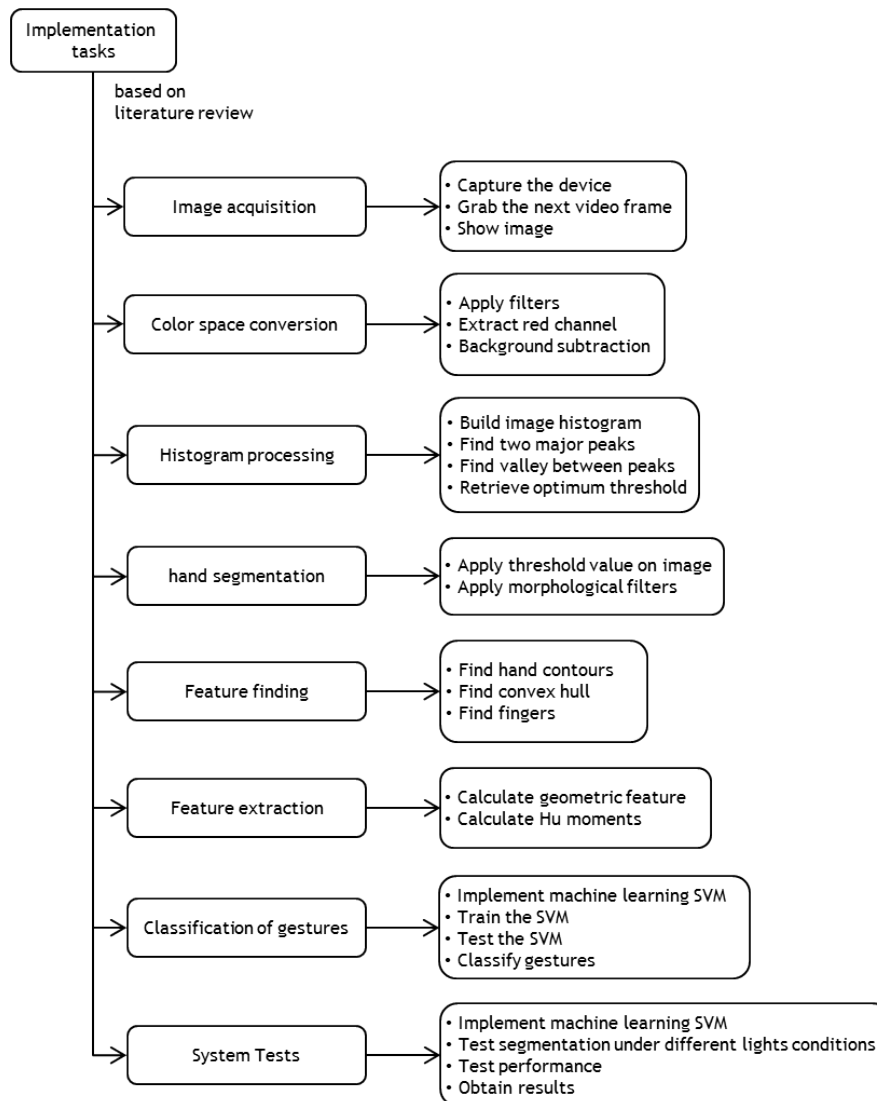 Implementation
tasks
based on
literature review
Image acquisition
• Capture the device
• Grab the next video frame
• Show image
Color space conversion
• Apply filters
• Extract red channel
• Background subtraction
Histogram processing
• Build image histogram
• Find two major peaks
• Find valley between peaks
• Retrieve optimum threshold
hand segmentation
• Apply threshold value on image
• Apply morphological filters
Feature finding
• Find hand contours
• Find convex hull
• Find fingers
Feature extraction
• Calculate geometric feature
• Calculate Hu moments
Classification of gestures
• Implement machine learning SVM
• Train the SVM
• Test the SVM
• Classify gestures
System Tests
• Implement machine learning SVM
• Test segmentation under different lights conditions
• Test performance
• Obtain results